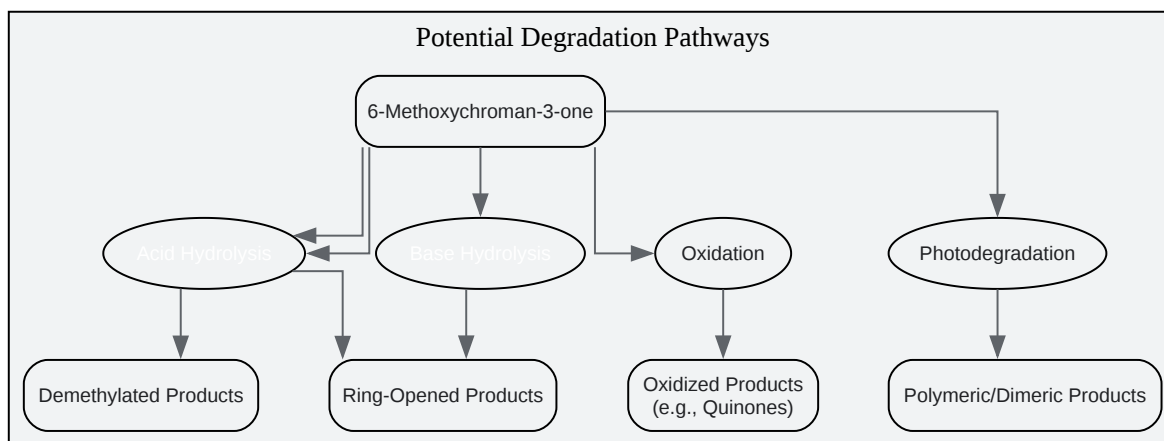 Potential Degradation Pathways
6-Methoxychroman-3-one
Acid Hydrolysis
Base Hydrolysis
Oxidation
Photodegradation
Demethylated Products
Ring-Opened Products
Oxidized Products
(e.g., Quinones)
Polymeric/Dimeric Products